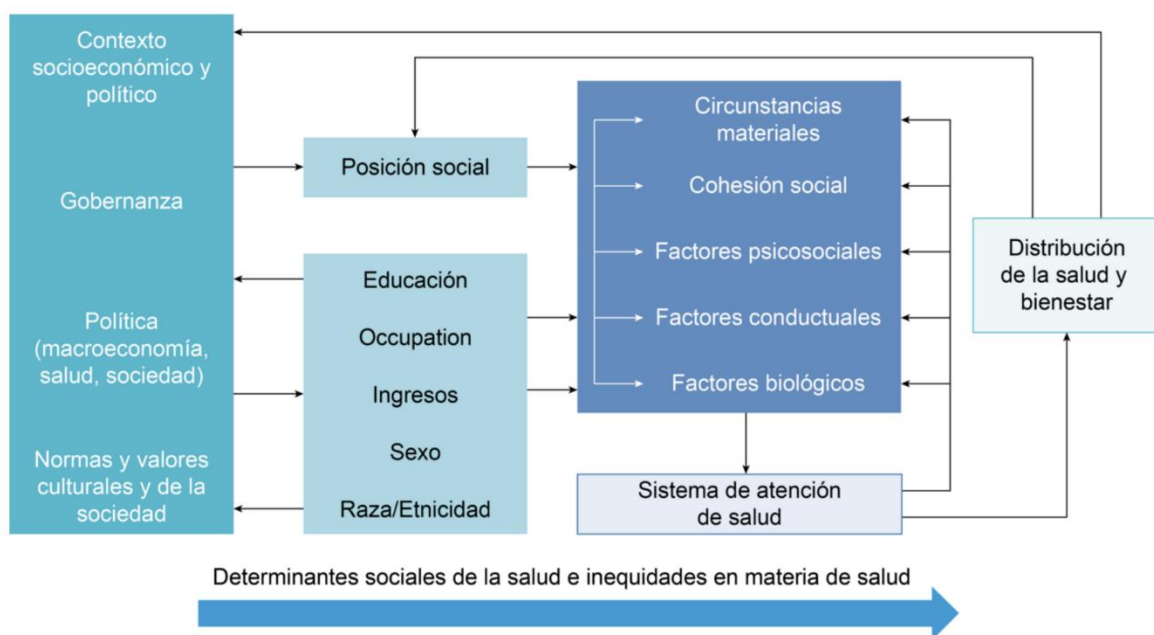 Contexto
socioeconómico y
político
Gobernanza
Política
(macroeconomía,
salud, sociedad)
Normas y valores
culturales y de la
sociedad
Posición social
Educación
Occupation
Ingresos
Sexo
Raza/Etnicidad
Circunstancias
materiales
Cohesión social
Factores psicosociales
Factores conductuales
Factores biológicos
Sistema de atención
de salud
Distribución
de la salud y
bienestar
Determinantes sociales de la salud e inequidades en materia de salud